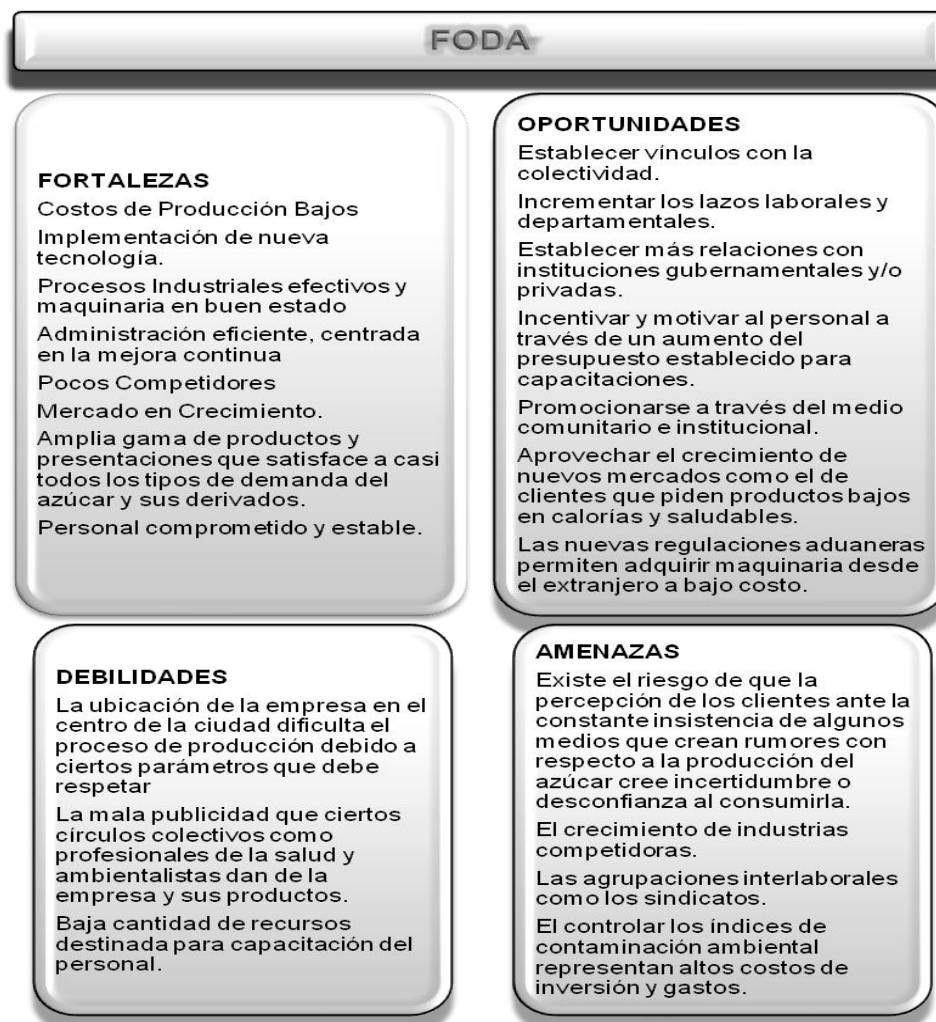 FODA
FORTALEZAS
Costos de Producción Bajos
Implementación de nueva
tecnología.
Procesos Industriales efectivos y
maquinaria en buen estado
Administración eficiente, centrada
en la mejora continua
Pocos Competidores
Mercado en Crecimiento.
Amplia gama de productos y
presentaciones que satisface a casi
todos los tipos de demanda del
azúcar y sus derivados.
Personal comprometido y estable.
OPORTUNIDADES
Establecer vínculos con la
colectividad.
Incrementar los lazos laborales y
departamentales.
Establecer más relaciones con
instituciones gubernamentales y/o
privadas.
Incentivar y motivar al personal a
través de un aumento del
presupuesto establecido para
capacitaciones.
Promocionarse a través del medio
comunitario e institucional.
Aprovechar el crecimiento de
nuevos mercados como el de
clientes que piden productos bajos
en calorías y saludables.
Las nuevas regulaciones aduaneras
permiten adquirir maquinaria desde
el extranjero a bajo costo.
DEBILIDADES
La ubicación de la empresa en el
centro de la ciudad dificulta el
proceso de producción debido a
ciertos parámetros que debe
respetar
La mala publicidad que ciertos
círculos colectivos como
profesionales de la salud y
ambientalistas dan de la
empresa y sus productos.
Baja cantidad de recursos
destinada para capacitación del
personal.
AMENAZAS
Existe el riesgo de que la
percepción de los clientes ante la
constante insistencia de algunos
medios que crean rumores con
respecto a la producción del
azúcar cree incertidumbre o
desconfianza al consumirla.
El crecimiento de industrias
competidoras.
Las agrupaciones interlaborales
como los sindicatos.
El controlar los índices de
contaminación ambiental
representan altos costos de
inversión y gastos.